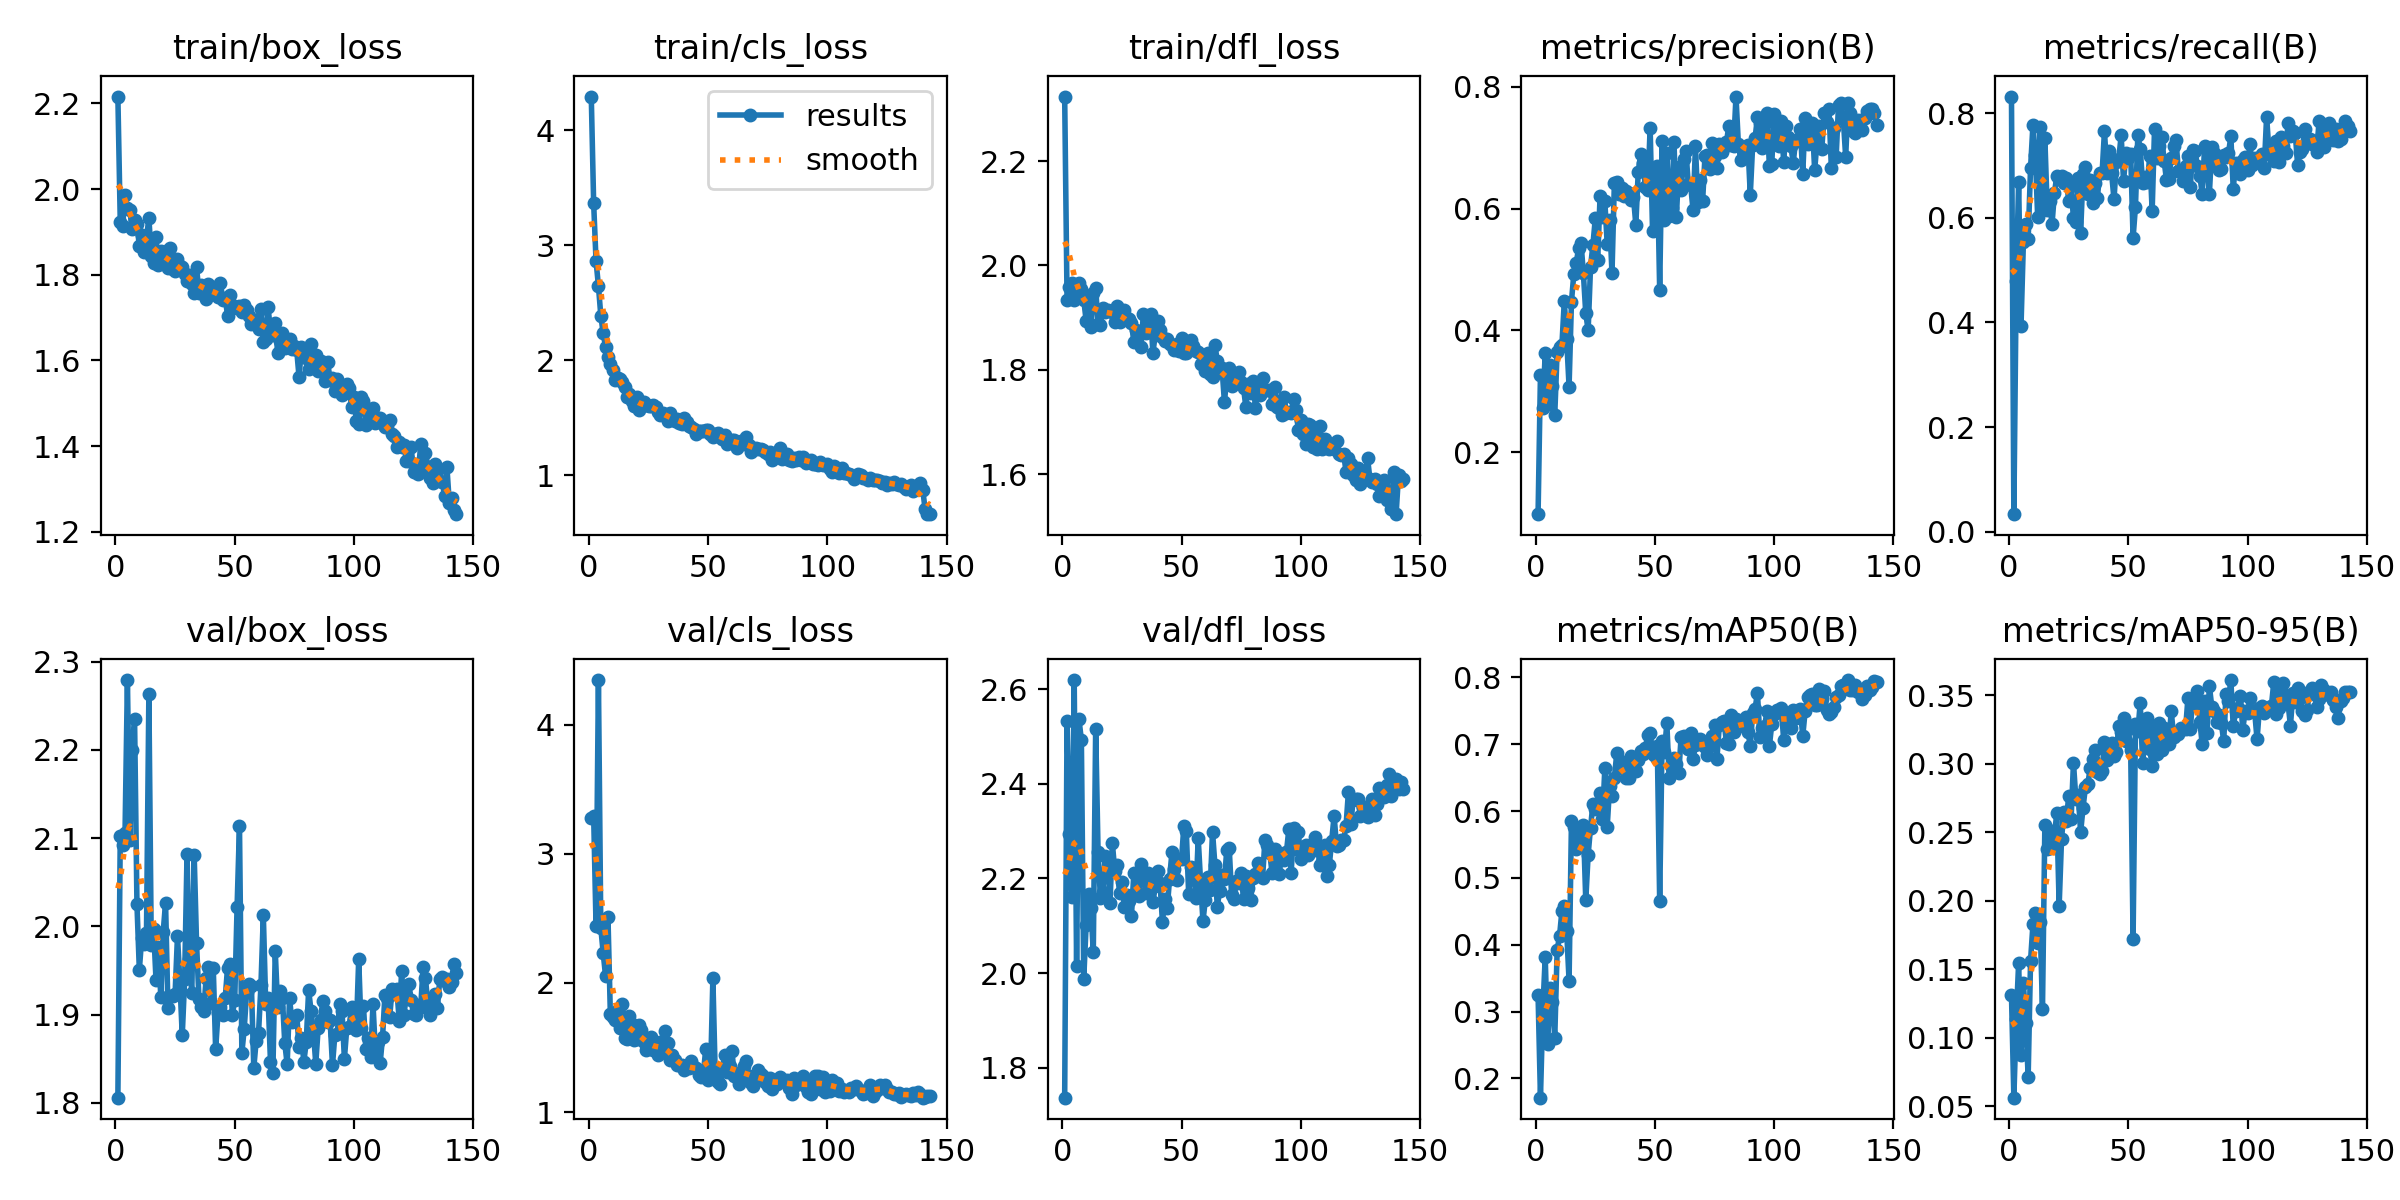 train/box_loss
2.2
2.0
1.8
1.6
1.4
1.2
0 50 100 150
train/cls_loss
results
smooth
4
3
2
1
0 50 100 150
train/dfl_loss
2.2
2.0
1.8
1.6
0 50 100 150
metrics/precision(B)
0.8
0.6
0.4
0.2
0 50 100 150
metrics/recall(B)
0.8
0.6
0.4
0.2
0.0
0 50 100 150
val/box_loss
2.3
2.2
2.1
2.0
1.9
1.8
0 50 100 150
val/cls_loss
4
3
2
1
0 50 100 150
val/dfl_loss
2.6
2.4
2.2
2.0
1.8
0 50 100 150
metrics/mAP50(B)
0.8
0.7
0.6
0.5
0.4
0.3
0.2
0 50 100 150
metrics/mAP50-95(B)
0.35
0.30
0.25
0.20
0.15
0.10
0.05
0 50 100 150